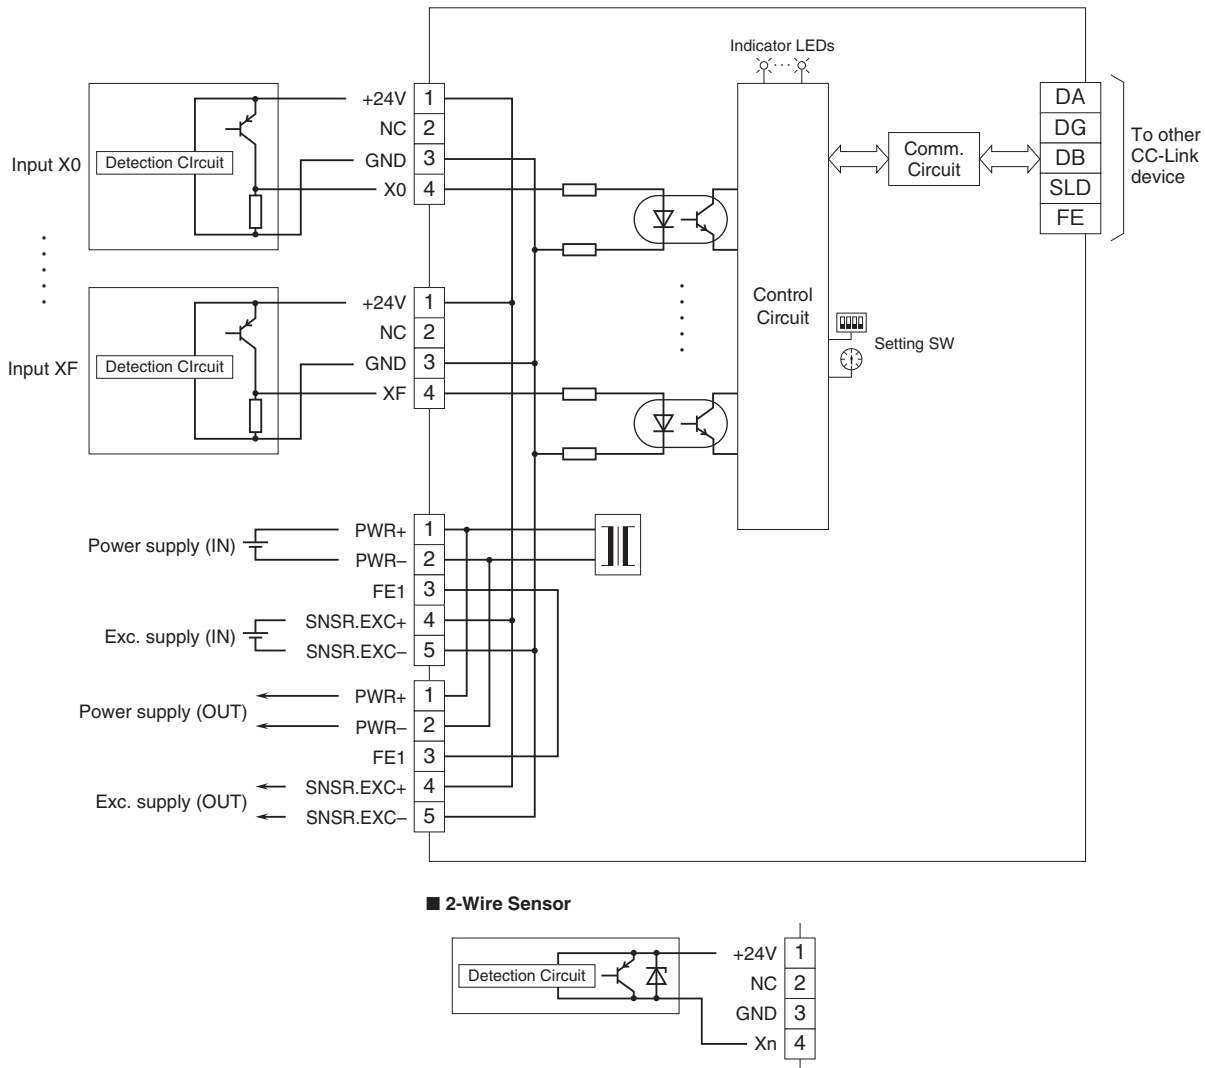 Indicator LEDs
Input X0
Detection CIrcuit
+24V 1
NC 2
GND 3
X0 4
Comm.
Circuit
DA
DG
DB
SLD
FE
To other
CC-Link
device
Input XF
Detection CIrcuit
+24V 1
NC 2
GND 3
XF 4
Control
Circuit
Setting SW
Power supply (IN)
PWR+ 1
PWR– 2
FE1 3
Exc. supply (IN)
SNSR.EXC+ 4
SNSR.EXC– 5
Power supply (OUT)
PWR+ 1
PWR– 2
FE1 3
Exc. supply (OUT)
SNSR.EXC+ 4
SNSR.EXC– 5
■ 2-Wire Sensor
Detection Circuit
+24V 1
NC 2
GND 3
Xn 4